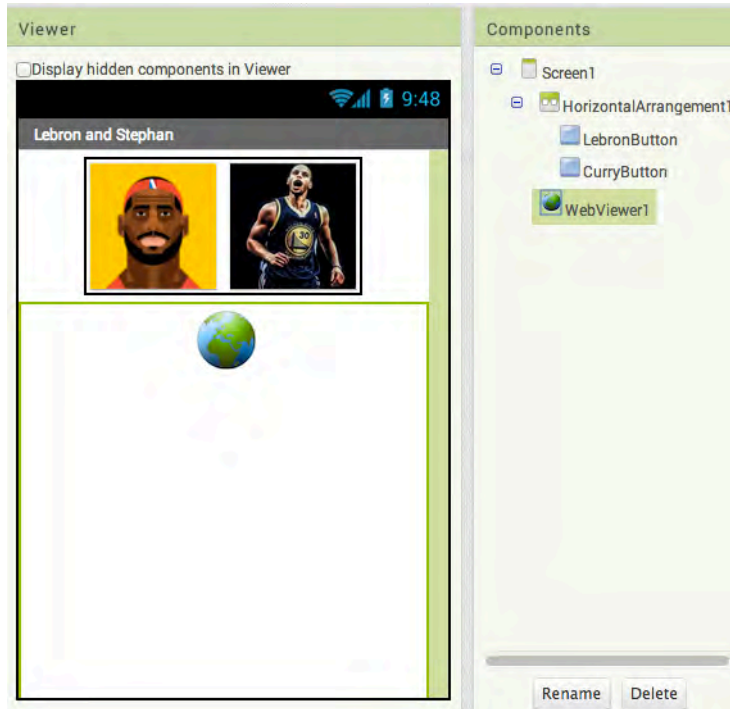 Viewer
Display hidden components in Viewer
9:48
Lebron and Stephan
30
Components
Screen1
HorizontalArrangement1
LebronButton
CurryButton
WebViewer1
Rename
Delete